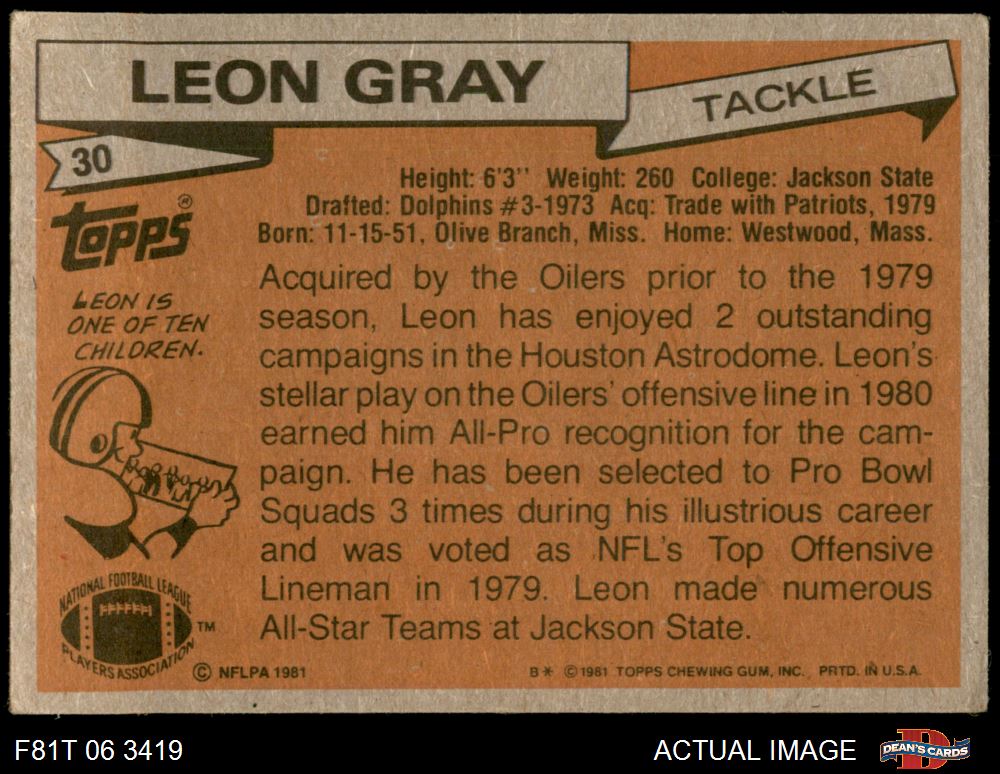 LEON GRAY
TACKLE
30
Topps®
Height: 6'3'' Weight: 260 College: Jackson State
Drafted: Dolphins #3-1973 Acq: Trade with Patriots, 1979
Born: 11-15-51, Olive Branch, Miss. Home: Westwood, Mass.
LEON IS
ONE OF TEN
CHILDREN.
Acquired by the Oilers prior to the 1979
season, Leon has enjoyed 2 outstanding
campaigns in the Houston Astrodome. Leon's
stellar play on the Oilers' offensive line in 1980
earned him All-Pro recognition for the cam-
paign. He has been selected to Pro Bowl
Squads 3 times during his illustrious career
and was voted as NFL's Top Offensive
Lineman in 1979. Leon made numerous
All-Star Teams at Jackson State.
NATIONAL FOOTBALL LEAGUE
PLAYERS ASSOCIATION
TM
© NFLPA 1981
B* © 1981 TOPPS CHEWING GUM, INC. PRTD. IN U.S.A.
F81T 06 3419
ACTUAL IMAGE
D
DEAN'S CARDS